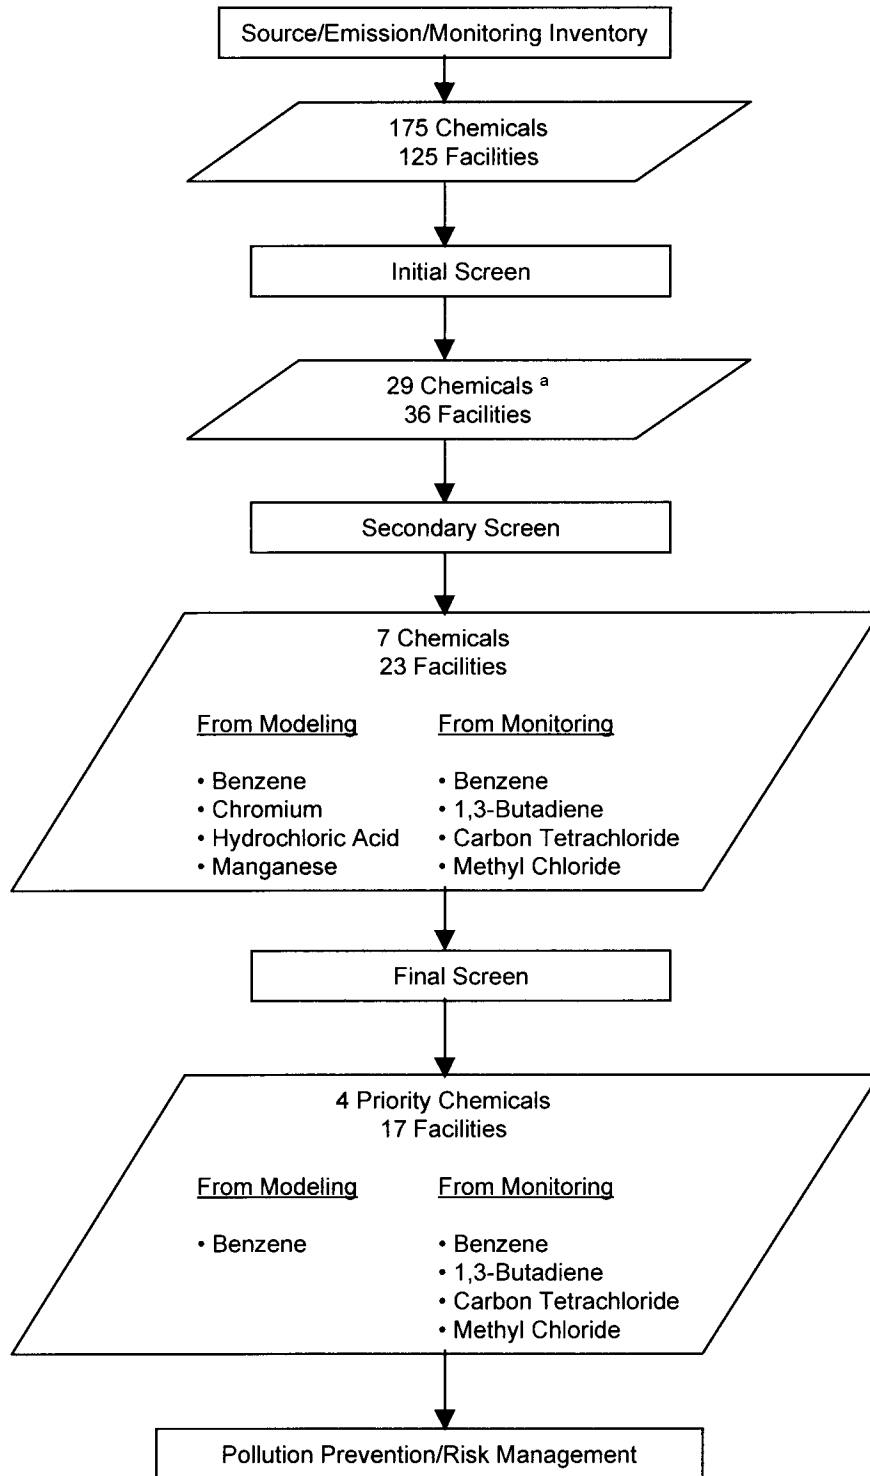 Source/Emission/Monitoring Inventory
175 Chemicals
125 Facilities
Initial Screen
29 Chemicals a
36 Facilities
Secondary Screen
7 Chemicals
23 Facilities
From Modeling
• Benzene
• Chromium
• Hydrochloric Acid
• Manganese
From Monitoring
• Benzene
• 1,3-Butadiene
• Carbon Tetrachloride
• Methyl Chloride
Final Screen
4 Priority Chemicals
17 Facilities
From Modeling
• Benzene
From Monitoring
• Benzene
• 1,3-Butadiene
• Carbon Tetrachloride
• Methyl Chloride
Pollution Prevention/Risk Management